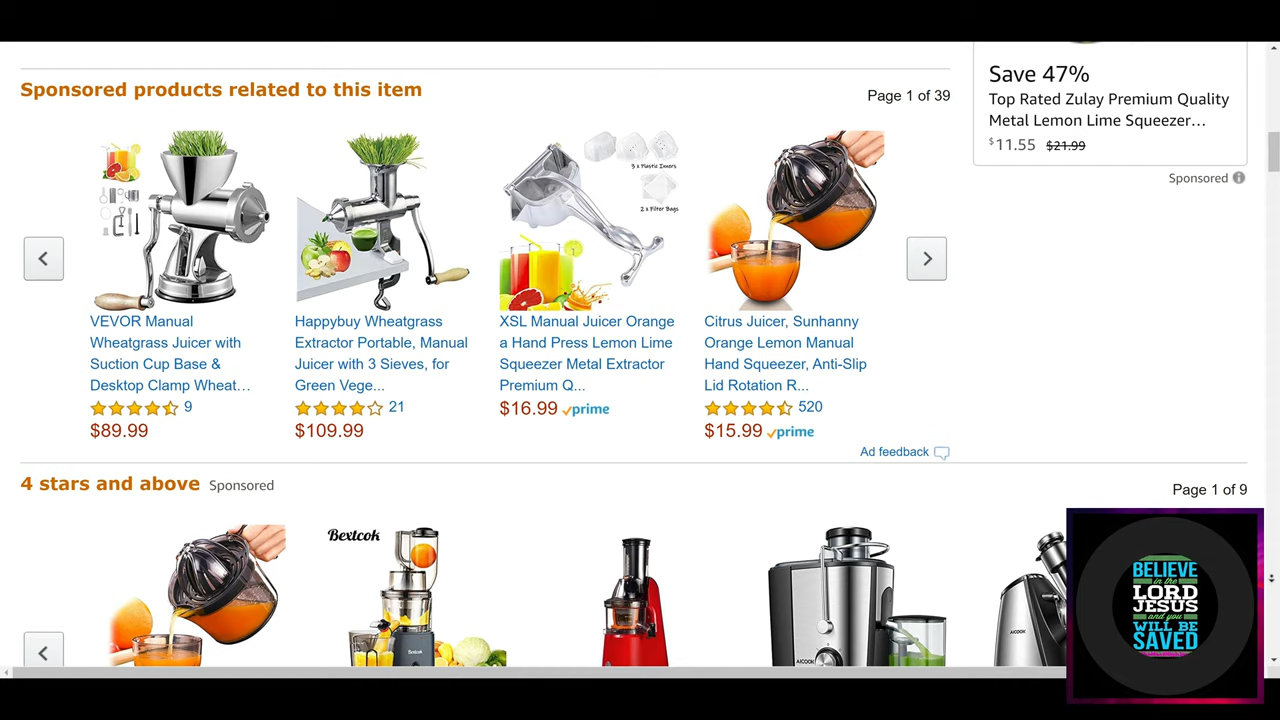 Save 47%
Top Rated Zulay Premium Quality
Metal Lemon Lime Squeezer…
$11.55 $21.99
Sponsored
Sponsored products related to this item
Page 1 of 39
3 x Plastic Inners
2 x Filter Bags
VEVOR Manual
Wheatgrass Juicer with
Suction Cup Base &
Desktop Clamp Wheat…
9
$89.99
Happybuy Wheatgrass
Extractor Portable, Manual
Juicer with 3 Sieves, for
Green Vege...
21
$109.99
XSL Manual Juicer Orange
a Hand Press Lemon Lime
Squeezer Metal Extractor
Premium Q...
$16.99 prime
Citrus Juicer, Sunhanny
Orange Lemon Manual
Hand Squeezer, Anti-Slip
Lid Rotation R...
520
$15.99 prime
Ad feedback
4 stars and above Sponsored
Page 1 of 9
Bextcook
Bextcook
AICOOK
AICOOK
BELIEVE
in the
LORD
JESUS
and you
WILL BE
SAVED